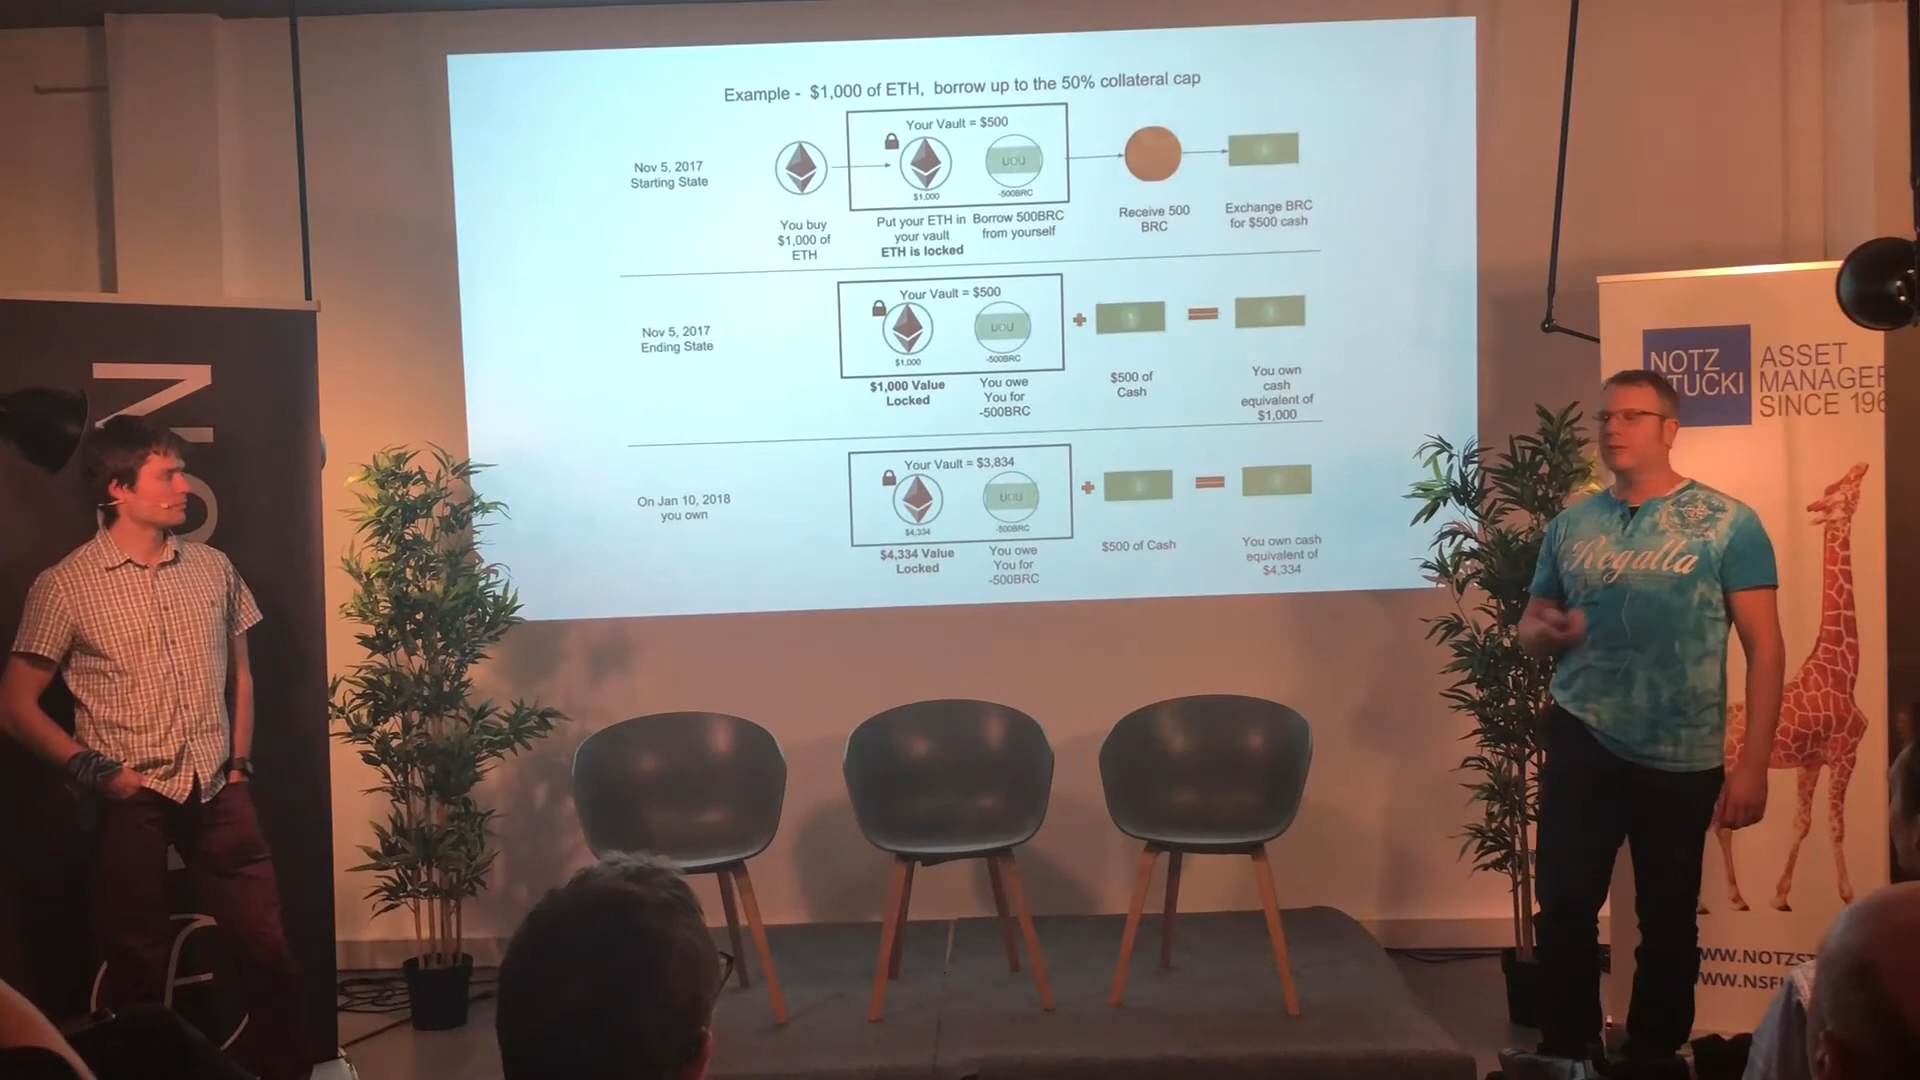 Example - $1,000 of ETH, borrow up to the 50% collateral cap
Nov 5, 2017
Starting State
Your Vault = $500
UOU
$1,000
-500BRC
You buy
$1,000 of
ETH
Put your ETH in
your vault
ETH is locked
Borrow 500BRC
from yourself
Receive 500
BRC
Exchange BRC
for $500 cash
Nov 5, 2017
Ending State
Your Vault = $500
UOU
$1,000
-500BRC
$1,000 Value
Locked
You owe
You for
-500BRC
$500 of
Cash
You own
cash
equivalent of
$1,000
On Jan 10, 2018
you own
Your Vault = $3,834
UOU
$4,334
-500BRC
$4,334 Value
Locked
You owe
You for
-500BRC
$500 of Cash
You own cash
equivalent of
$4,334
NOTZ
TUCKI
ASSET
MANAGER
SINCE 196
Regatta
WW.NOTZST
WW.NSF